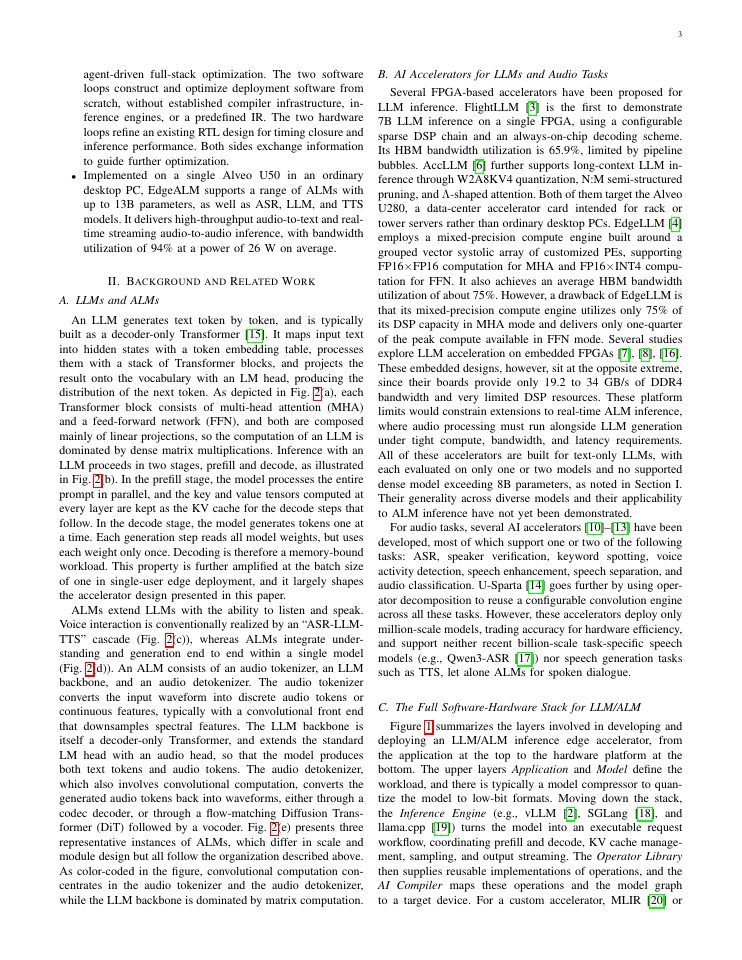 3
agent-driven full-stack optimization. The two software
loops construct and optimize deployment software from
scratch, without established compiler infrastructure, in-
ference engines, or a predefined IR. The two hardware
loops refine an existing RTL design for timing closure and
inference performance. Both sides exchange information
to guide further optimization.
• Implemented on a single Alveo U50 in an ordinary
desktop PC, EdgeALM supports a range of ALMs with
up to 13B parameters, as well as ASR, LLM, and TTS
models. It delivers high-throughput audio-to-text and real-
time streaming audio-to-audio inference, with bandwidth
utilization of 94% at a power of 26 W on average.
II. BACKGROUND AND RELATED WORK
A. LLMs and ALMs
An LLM generates text token by token, and is typically
built as a decoder-only Transformer [15]. It maps input text
into hidden states with a token embedding table, processes
them with a stack of Transformer blocks, and projects the
result onto the vocabulary with an LM head, producing the
distribution of the next token. As depicted in Fig. 2(a), each
Transformer block consists of multi-head attention (MHA)
and a feed-forward network (FFN), and both are composed
mainly of linear projections, so the computation of an LLM is
dominated by dense matrix multiplications. Inference with an
LLM proceeds in two stages, prefill and decode, as illustrated
in Fig. 2(b). In the prefill stage, the model processes the entire
prompt in parallel, and the key and value tensors computed at
every layer are kept as the KV cache for the decode steps that
follow. In the decode stage, the model generates tokens one at
a time. Each generation step reads all model weights, but uses
each weight only once. Decoding is therefore a memory-bound
workload. This property is further amplified at the batch size
of one in single-user edge deployment, and it largely shapes
the accelerator design presented in this paper.
ALMs extend LLMs with the ability to listen and speak.
Voice interaction is conventionally realized by an “ASR-LLM-
TTS” cascade (Fig. 2(c)), whereas ALMs integrate under-
standing and generation end to end within a single model
(Fig. 2(d)). An ALM consists of an audio tokenizer, an LLM
backbone, and an audio detokenizer. The audio tokenizer
converts the input waveform into discrete audio tokens or
continuous features, typically with a convolutional front end
that downsamples spectral features. The LLM backbone is
itself a decoder-only Transformer, and extends the standard
LM head with an audio head, so that the model produces
both text tokens and audio tokens. The audio detokenizer,
which also involves convolutional computation, converts the
generated audio tokens back into waveforms, either through a
codec decoder, or through a flow-matching Diffusion Trans-
former (DiT) followed by a vocoder. Fig. 2(e) presents three
representative instances of ALMs, which differ in scale and
module design but all follow the organization described above.
As color-coded in the figure, convolutional computation con-
centrates in the audio tokenizer and the audio detokenizer,
while the LLM backbone is dominated by matrix computation.
B. AI Accelerators for LLMs and Audio Tasks
Several FPGA-based accelerators have been proposed for
LLM inference. FlightLLM [3] is the first to demonstrate
7B LLM inference on a single FPGA, using a configurable
sparse DSP chain and an always-on-chip decoding scheme.
Its HBM bandwidth utilization is 65.9%, limited by pipeline
bubbles. AccLLM [6] further supports long-context LLM in-
ference through W2A8KV4 quantization, N:M semi-structured
pruning, and Λ-shaped attention. Both of them target the Alveo
U280, a data-center accelerator card intended for rack or
tower servers rather than ordinary desktop PCs. EdgeLLM [4]
employs a mixed-precision compute engine built around a
grouped vector systolic array of customized PEs, supporting
FP16×FP16 computation for MHA and FP16×INT4 compu-
tation for FFN. It also achieves an average HBM bandwidth
utilization of about 75%. However, a drawback of EdgeLLM is
that its mixed-precision compute engine utilizes only 75% of
its DSP capacity in MHA mode and delivers only one-quarter
of the peak compute available in FFN mode. Several studies
explore LLM acceleration on embedded FPGAs [7], [8], [16].
These embedded designs, however, sit at the opposite extreme,
since their boards provide only 19.2 to 34 GB/s of DDR4
bandwidth and very limited DSP resources. These platform
limits would constrain extensions to real-time ALM inference,
where audio processing must run alongside LLM generation
under tight compute, bandwidth, and latency requirements.
All of these accelerators are built for text-only LLMs, with
each evaluated on only one or two models and no supported
dense model exceeding 8B parameters, as noted in Section I.
Their generality across diverse models and their applicability
to ALM inference have not yet been demonstrated.
For audio tasks, several AI accelerators [10]–[13] have been
developed, most of which support one or two of the following
tasks: ASR, speaker verification, keyword spotting, voice
activity detection, speech enhancement, speech separation, and
audio classification. U-Sparta [14] goes further by using oper-
ator decomposition to reuse a configurable convolution engine
across all these tasks. However, these accelerators deploy only
million-scale models, trading accuracy for hardware efficiency,
and support neither recent billion-scale task-specific speech
models (e.g., Qwen3-ASR [17]) nor speech generation tasks
such as TTS, let alone ALMs for spoken dialogue.
C. The Full Software-Hardware Stack for LLM/ALM
Figure 1 summarizes the layers involved in developing and
deploying an LLM/ALM inference edge accelerator, from
the application at the top to the hardware platform at the
bottom. The upper layers Application and Model define the
workload, and there is typically a model compressor to quan-
tize the model to low-bit formats. Moving down the stack,
the Inference Engine (e.g., vLLM [2], SGLang [18], and
llama.cpp [19]) turns the model into an executable request
workflow, coordinating prefill and decode, KV cache manage-
ment, sampling, and output streaming. The Operator Library
then supplies reusable implementations of operations, and the
AI Compiler maps these operations and the model graph
to a target device. For a custom accelerator, MLIR [20] or